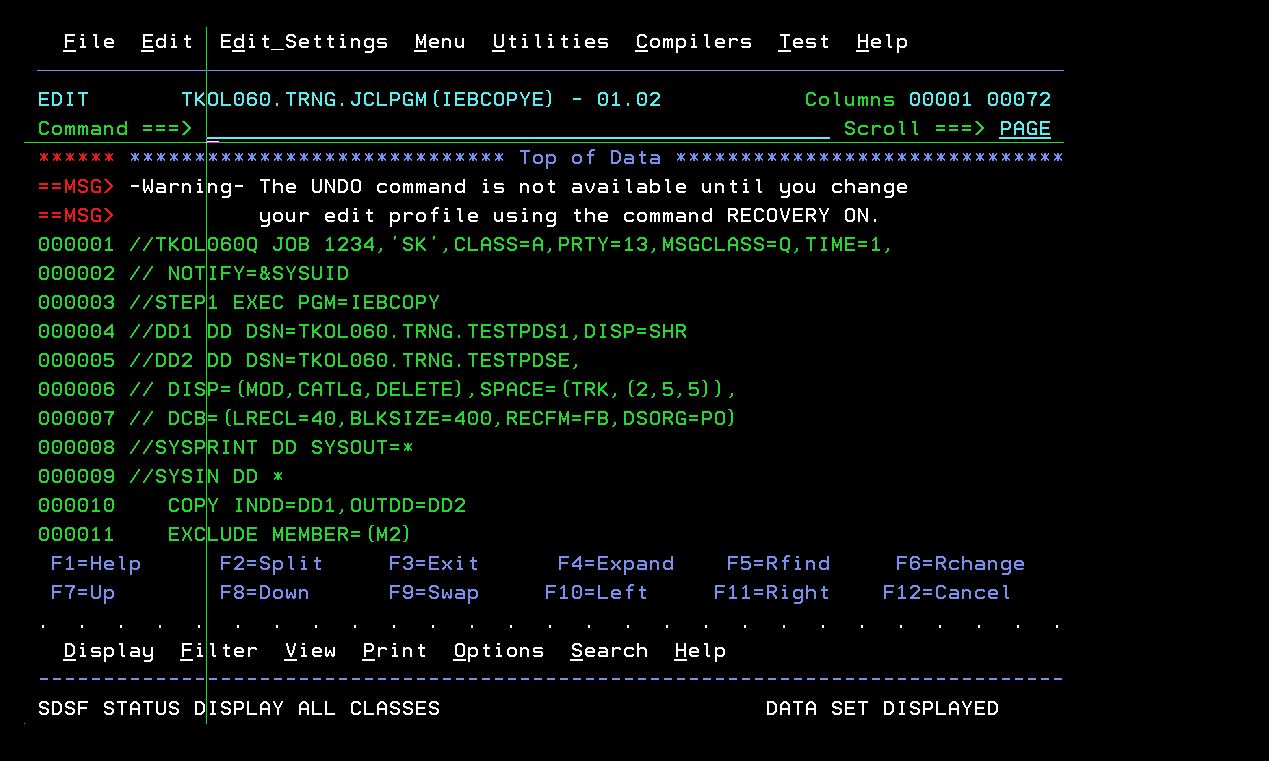 File  Edit  Edit_Settings  Menu  Utilities  Compilers  Test  Help
EDIT       TKOL060.TRNG.JCLPGM(IEBCOPYE) - 01.02           Columns 00001 00072
Command ===>                                                  Scroll ===> PAGE
****** ***************************** Top of Data ******************************
==MSG> -Warning- The UNDO command is not available until you change
==MSG>           your edit profile using the command RECOVERY ON.
000001 //TKOL060Q JOB 1234,'SK',CLASS=A,PRTY=13,MSGCLASS=Q,TIME=1,
000002 // NOTIFY=&SYSUID
000003 //STEP1 EXEC PGM=IEBCOPY
000004 //DD1 DD DSN=TKOL060.TRNG.TESTPDS1,DISP=SHR
000005 //DD2 DD DSN=TKOL060.TRNG.TESTPDSE,
000006 // DISP=(MOD,CATLG,DELETE),SPACE=(TRK,(2,5,5)),
000007 // DCB=(LRECL=40,BLKSIZE=400,RECFM=FB,DSORG=PO)
000008 //SYSPRINT DD SYSOUT=*
000009 //SYSIN DD *
000010    COPY INDD=DD1,OUTDD=DD2
000011    EXCLUDE MEMBER=(M2)
F1=Help      F2=Split     F3=Exit      F4=Expand    F5=Rfind     F6=Rchange
F7=Up        F8=Down      F9=Swap     F10=Left     F11=Right    F12=Cancel
. . . . . . . . . . . . . . . . . . . . . . . . . . .
Display  Filter  View  Print  Options  Search  Help
-------------------------------------------------------------------------------
SDSF STATUS DISPLAY ALL CLASSES                         DATA SET DISPLAYED